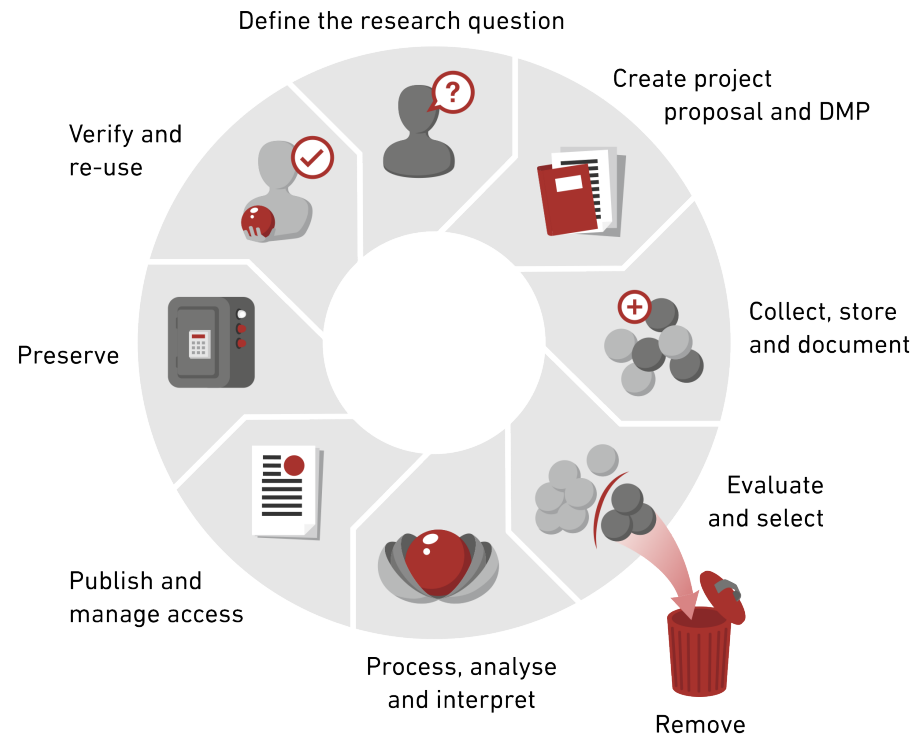 Define the research question
Create project
proposal and DMP
Collect, store
and document
Evaluate
and select
Remove
Process, analyse
and interpret
Publish and
manage access
Preserve
Verify and
re-use
?